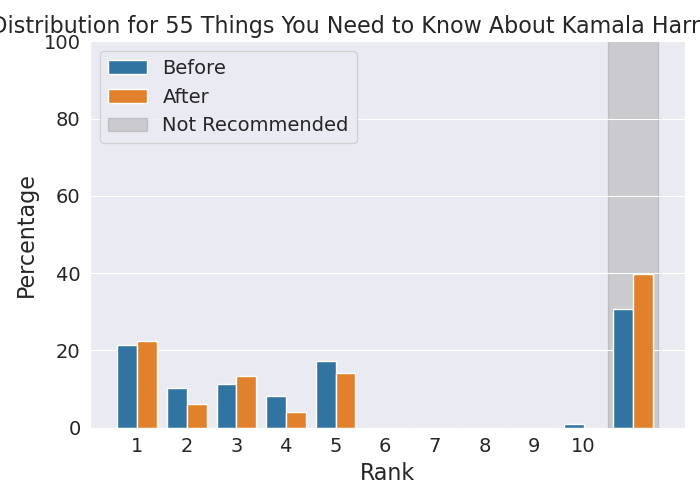 Distribution for 55 Things You Need to Know About Kamala Harr
100
80
60
40
20
0
Percentage
Before
After
Not Recommended
1 2 3 4 5 6 7 8 9 10
Rank